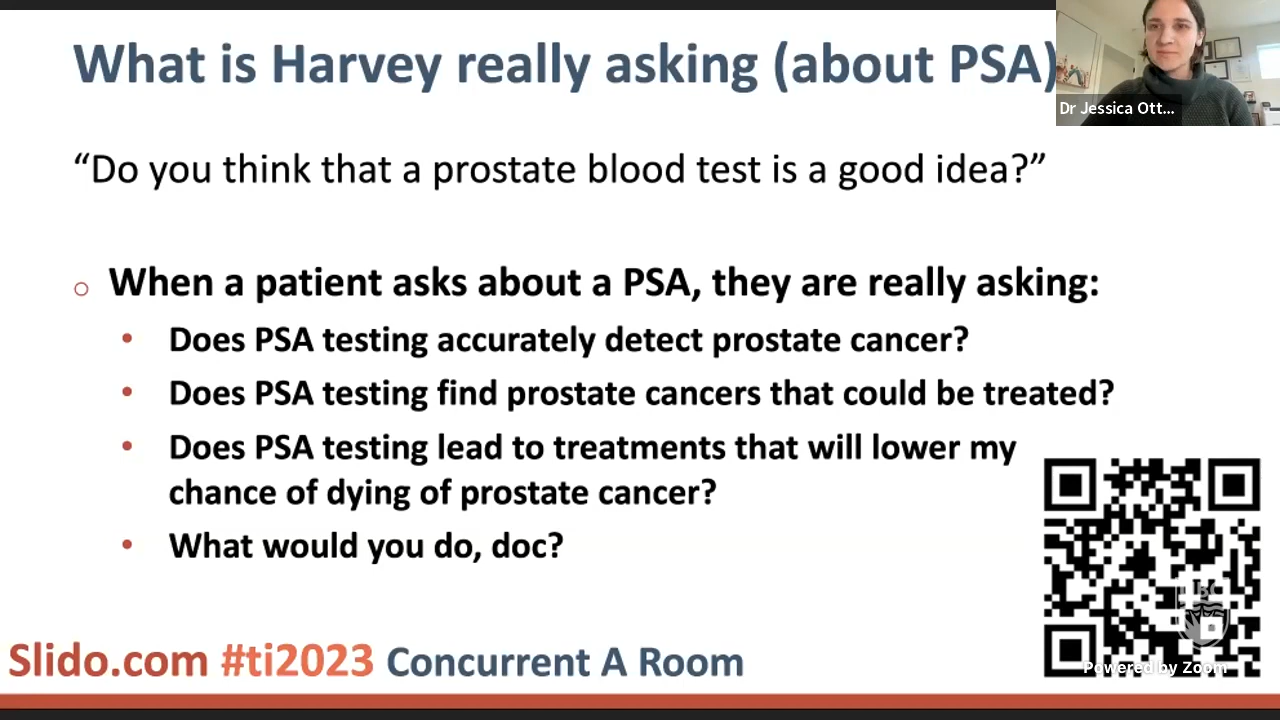 What is Harvey really asking (about PSA)
Dr Jessica Ott...
“Do you think that a prostate blood test is a good idea?”
When a patient asks about a PSA, they are really asking:
Does PSA testing accurately detect prostate cancer?
Does PSA testing find prostate cancers that could be treated?
Does PSA testing lead to treatments that will lower my
chance of dying of prostate cancer?
What would you do, doc?
UBC
Slido.com #ti2023 Concurrent A Room
Powered by Zoom